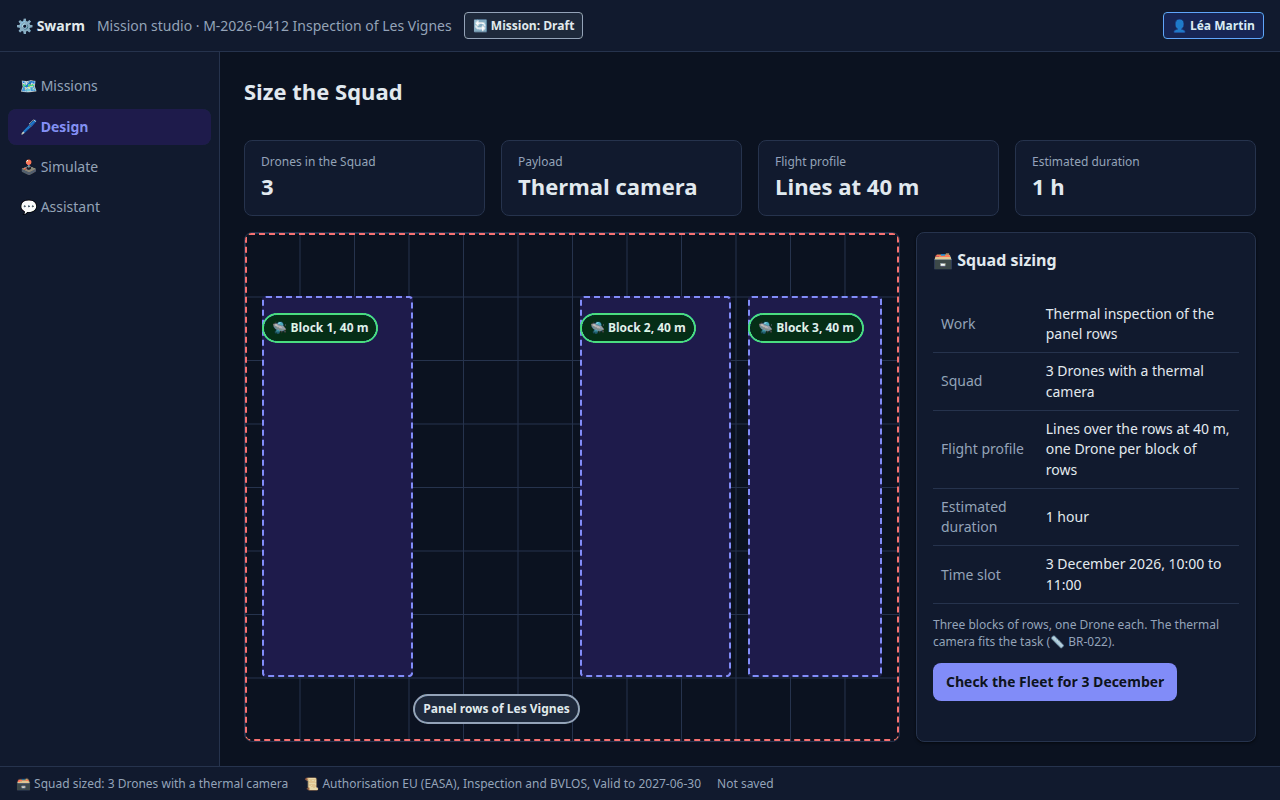 Swarm
Mission studio · M-2026-0412 Inspection of Les Vignes
Mission: Draft
Léa Martin
Missions
Design
Simulate
Assistant
Size the Squad
Drones in the Squad
3
Payload
Thermal camera
Flight profile
Lines at 40 m
Estimated duration
1 h
Block 1, 40 m
Block 2, 40 m
Block 3, 40 m
Panel rows of Les Vignes
Squad sizing
Work
Thermal inspection of the
panel rows
Squad
3 Drones with a thermal
camera
Flight profile
Lines over the rows at 40 m,
one Drone per block of
rows
Estimated
duration
1 hour
Time slot
3 December 2026, 10:00 to
11:00
Three blocks of rows, one Drone each. The thermal
camera fits the task (📏 BR-022).
Check the Fleet for 3 December
Squad sized: 3 Drones with a thermal camera
Authorisation EU (EASA), Inspection and BVLOS, Valid to 2027-06-30
Not saved